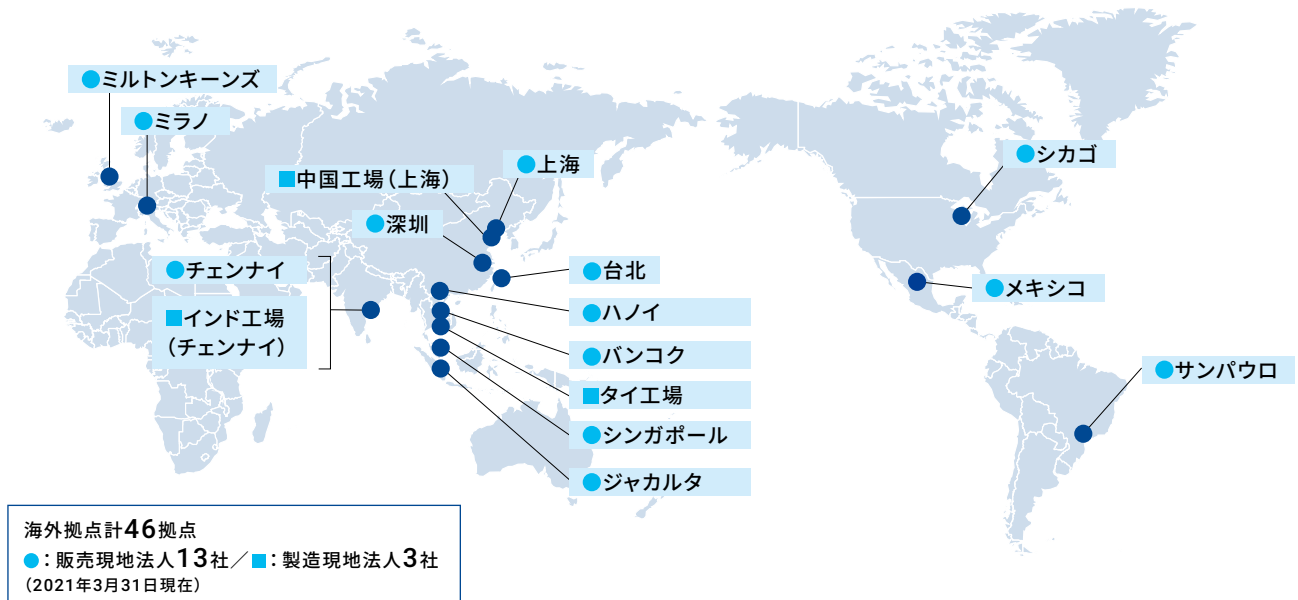 ●ミルトンキーンズ
●ミラノ
■中国工場（上海）
●上海
●深圳
●チェンナイ
■インド工場
（チェンナイ）
●台北
●ハノイ
●バンコク
■タイ工場
●シンガポール
●ジャカルタ
●シカゴ
●メキシコ
●サンパウロ
海外拠点計46拠点
●：販売現地法人13社／■：製造現地法人3社
（2021年3月31日現在）